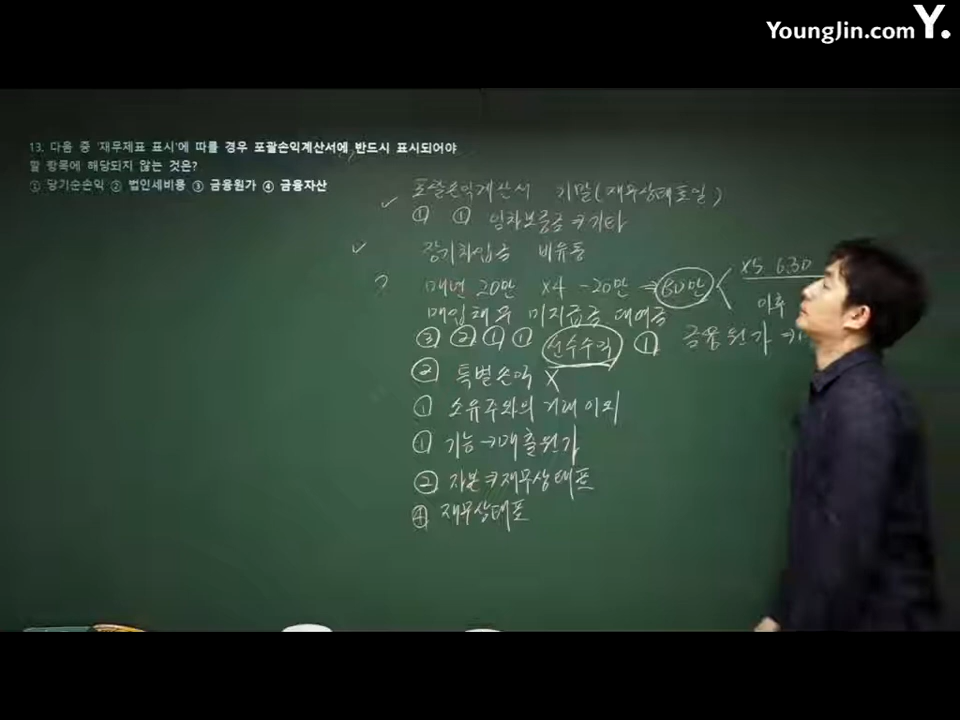 YoungJin.com Y.
13. 다음 중 '재무제표 표시'에 따를 경우 포괄손익계산서에 반드시 표시되어야
할 항목에 해당되지 않는 것은?
① 당기순손익 ② 법인세비용 ③ 금융원가 ④ 금융자산
포괄손익계산서 기말(재무상태표일)
① ① 임차보증금 기타
장기차입금 비유동
? 매년 20만 ×4 -20만 ⇒ 60만 < ×5 6.30
이후
매입채무 미지급금 대여금
③ ② ① ① 선수수익 ① 금융원가
② 특별손익 X
① 소유주와의 거래 이외
① 기능 → 매출원가
② 자본 재무상태표
④ 재무상태표